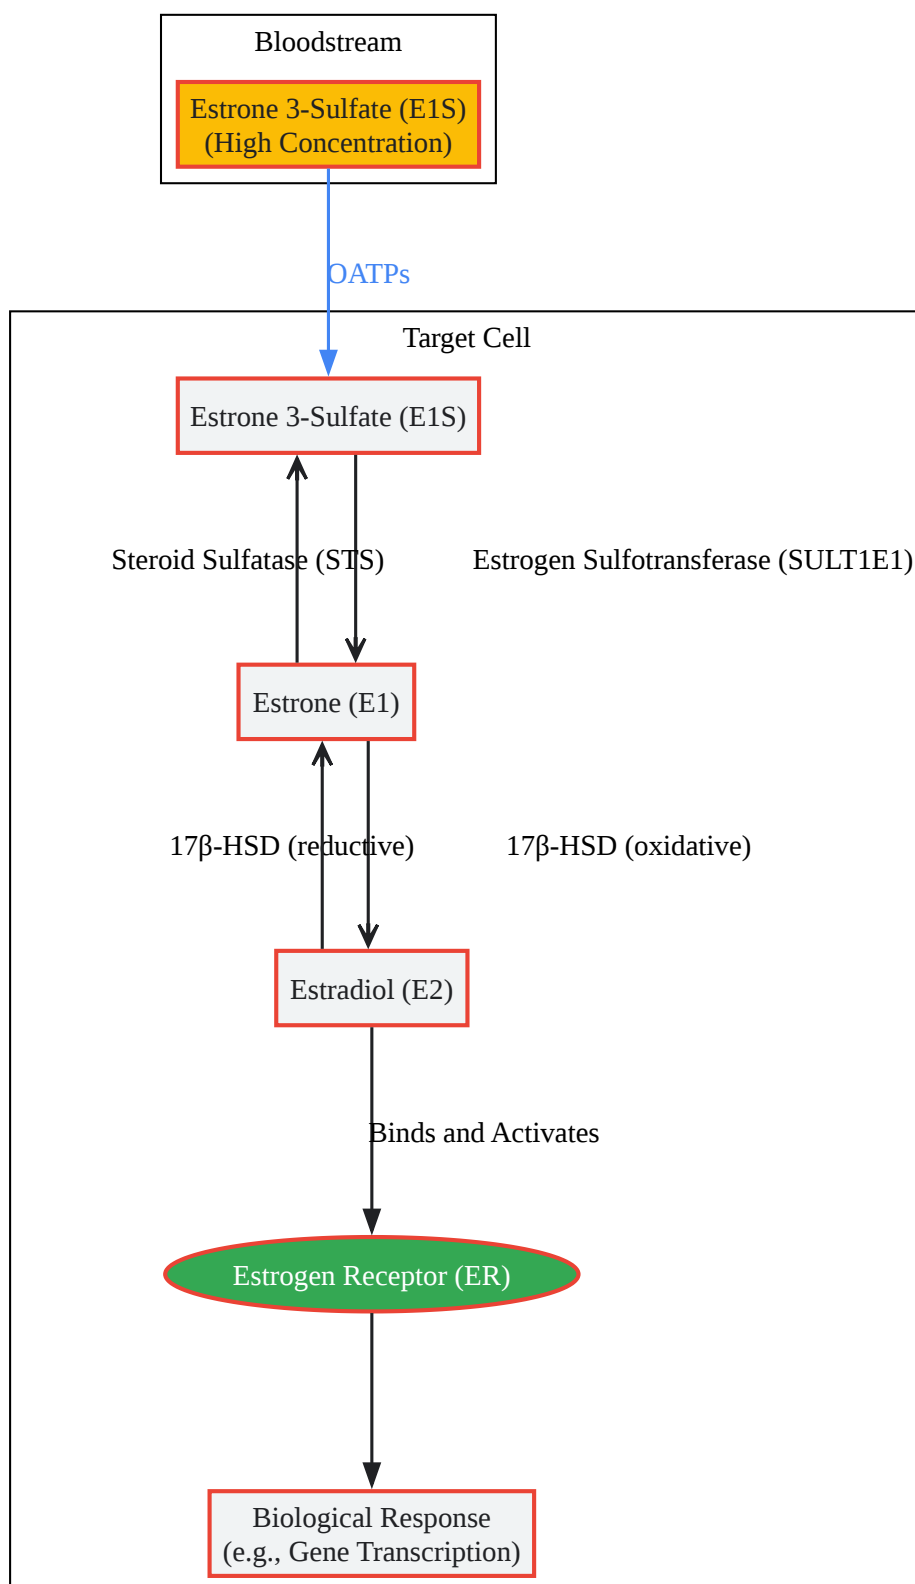 Bloodstream
Estrone 3-Sulfate (E1S)
(High Concentration)
OATPs
Target Cell
Estrone 3-Sulfate (E1S)
Steroid Sulfatase (STS)
Estrogen Sulfotransferase (SULT1E1)
Estrone (E1)
17β-HSD (reductive)
17β-HSD (oxidative)
Estradiol (E2)
Binds and Activates
Estrogen Receptor (ER)
Biological Response
(e.g., Gene Transcription)